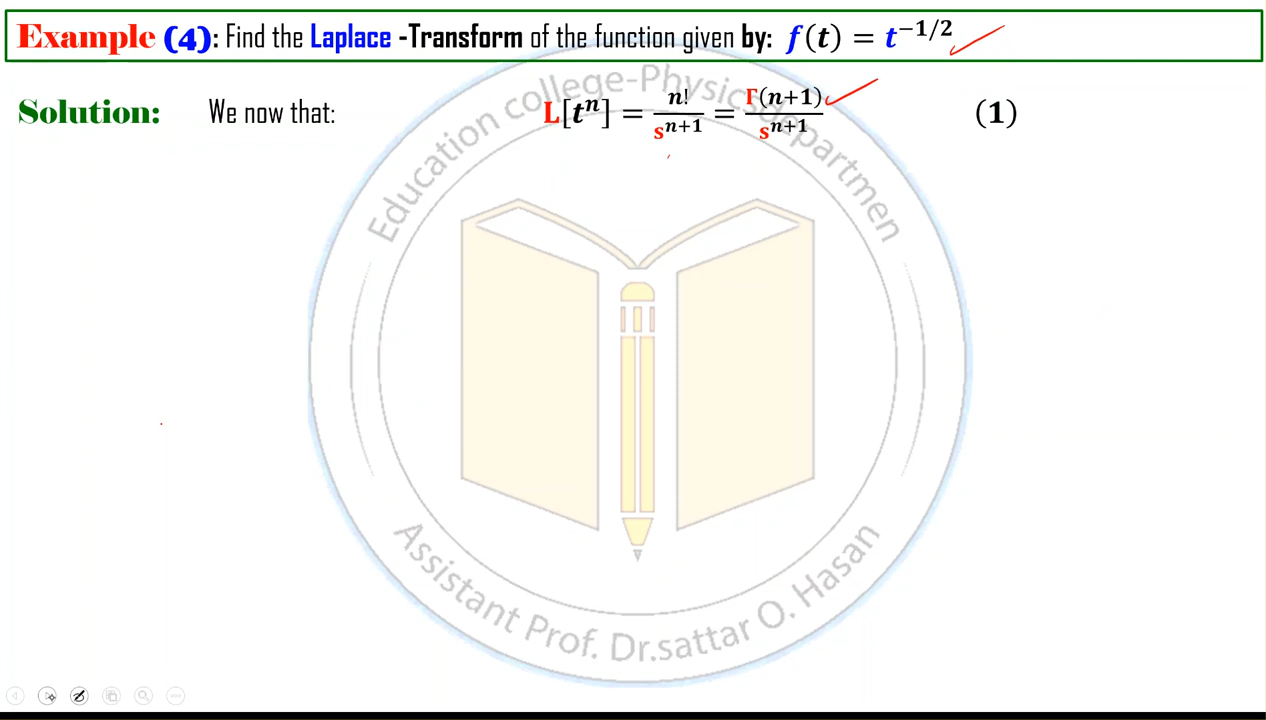 Example (4): Find the Laplace -Transform of the function given by: f(t) = t^{-1/2}
Solution: We now that: L[t^n] = n!/s^{n+1} = Γ(n+1)/s^{n+1} (1)
Education college-Physics departmen
Assistant Prof. Dr.sattar O. Hasan